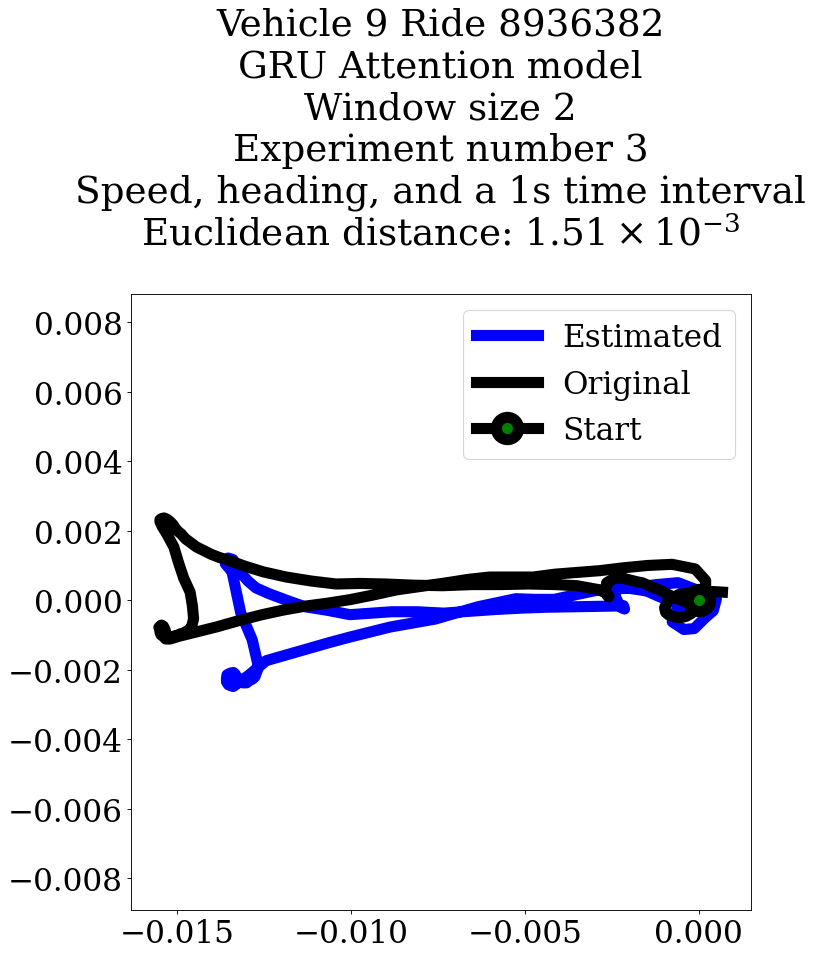 Vehicle 9 Ride 8936382
GRU Attention model
Window size 2
Experiment number 3
Speed, heading, and a 1s time interval
Euclidean distance: 1.51 × 10⁻³
Estimated
Original
Start
0.008
0.006
0.004
0.002
0.000
−0.002
−0.004
−0.006
−0.008
−0.015 −0.010 −0.005 0.000